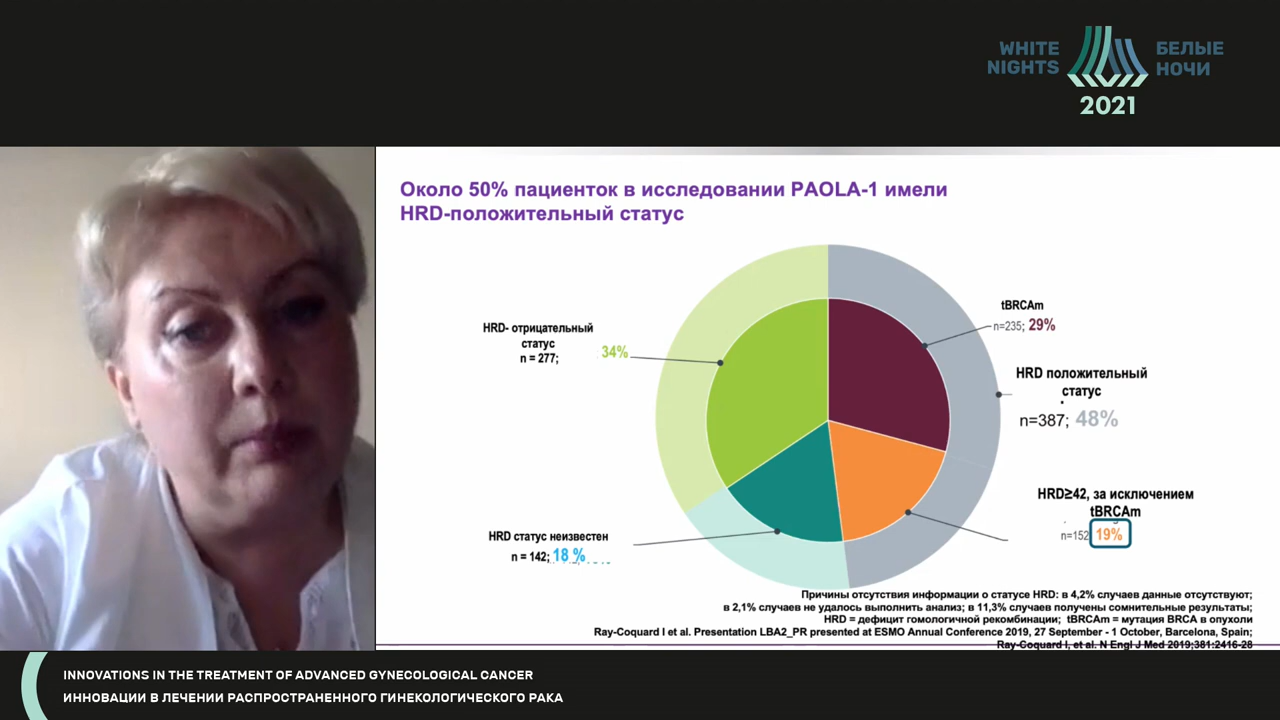 WHITE NIGHTS
БЕЛЫЕ НОЧИ
2021
Около 50% пациенток в исследовании PAOLA-1 имели
HRD-положительный статус
HRD- отрицательный
статус
n = 277;
34%
tBRCAm
n=235; 29%
HRD положительный
статус
n=387; 48%
HRD≥42, за исключением
tBRCAm
n=152 19%
HRD статус неизвестен
n = 142; 18 %
Причины отсутствия информации о статусе HRD: в 4,2% случаев данные отсутствуют;
в 2,1% случаев не удалось выполнить анализ; в 11,3% случаев получены сомнительные результаты;
HRD = дефицит гомологичной рекомбинации; tBRCAm = мутация BRCA в опухоли
Ray-Coquard I et al. Presentation LBA2_PR presented at ESMO Annual Conference 2019, 27 September - 1 October, Barcelona, Spain;
Ray-Coquard I, et al. N Engl J Med 2019;381:2416-28
INNOVATIONS IN THE TREATMENT OF ADVANCED GYNECOLOGICAL CANCER
ИННОВАЦИИ В ЛЕЧЕНИИ РАСПРОСТРАНЕННОГО ГИНЕКОЛОГИЧЕСКОГО РАКА